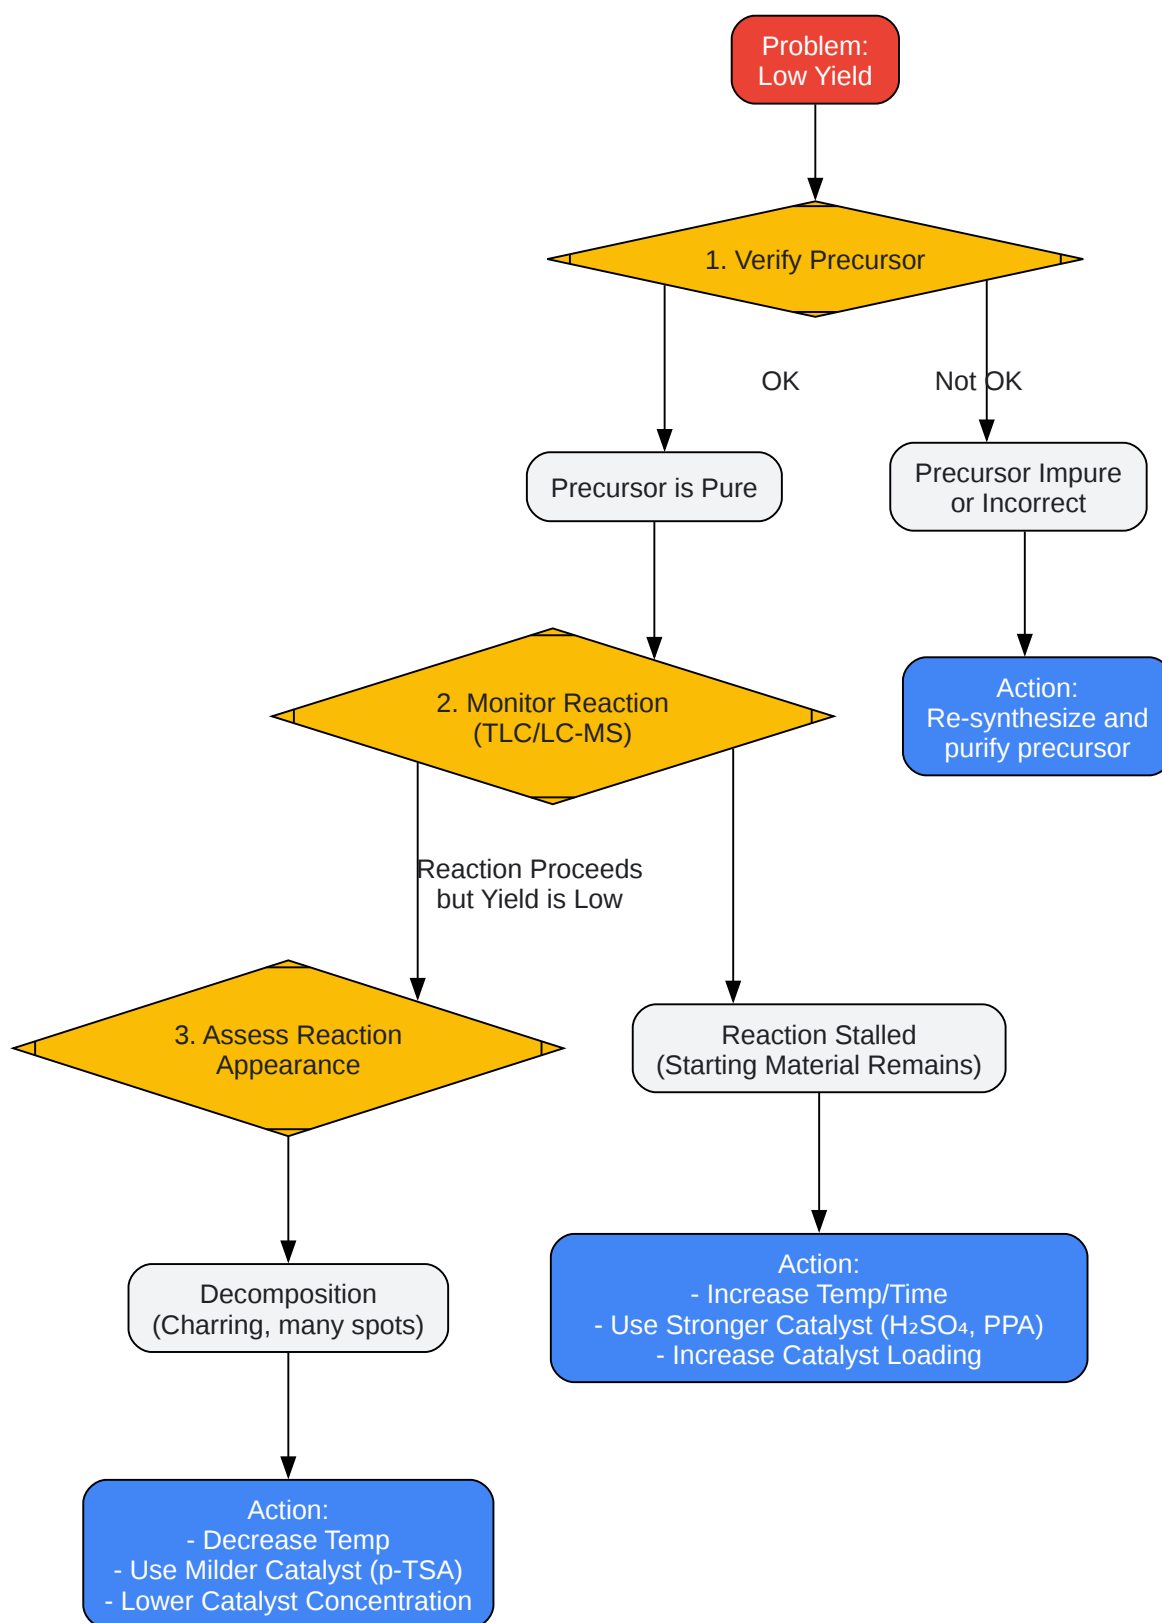 Problem:
Low Yield
1. Verify Precursor
OK
Not OK
Precursor is Pure
Precursor Impure
or Incorrect
Action:
Re-synthesize and
purify precursor
2. Monitor Reaction
(TLC/LC-MS)
Reaction Proceeds
but Yield is Low
3. Assess Reaction
Appearance
Reaction Stalled
(Starting Material Remains)
Decomposition
(Charring, many spots)
Action:
- Increase Temp/Time
- Use Stronger Catalyst (H₂SO₄, PPA)
- Increase Catalyst Loading
Action:
- Decrease Temp
- Use Milder Catalyst (p-TSA)
- Lower Catalyst Concentration